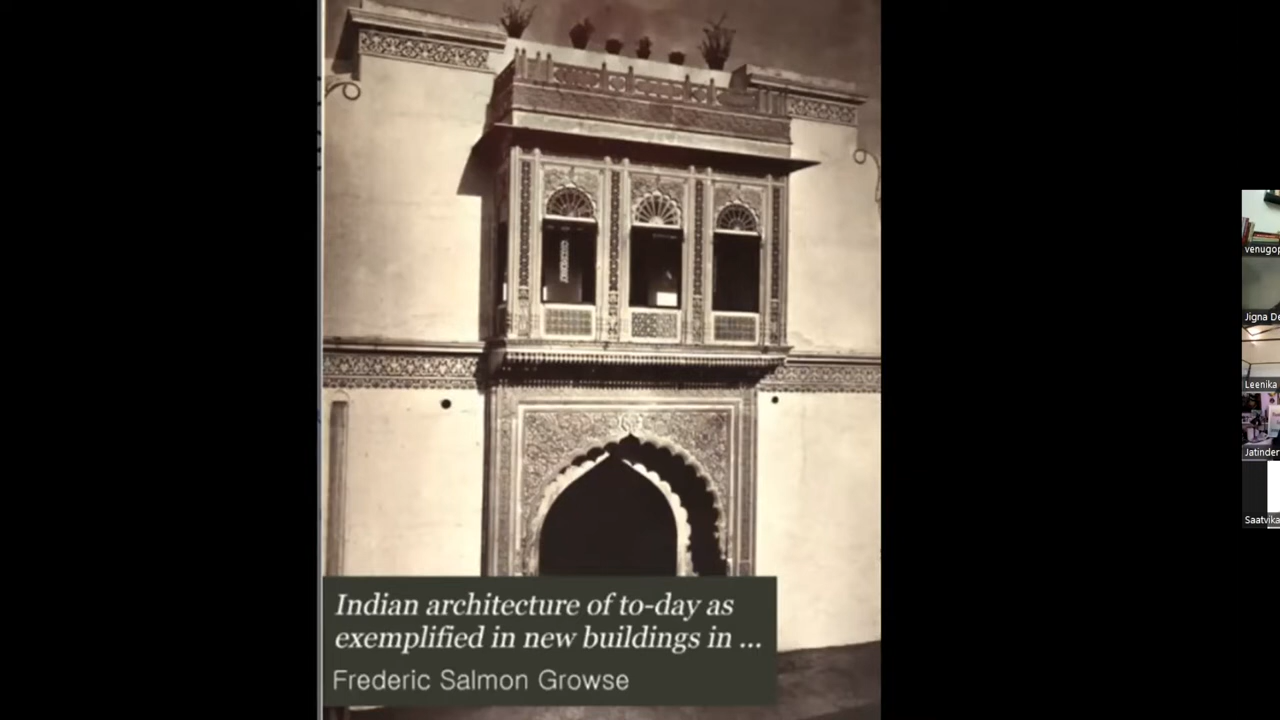 Indian architecture of to-day as
exemplified in new buildings in ...
Frederic Salmon Growse
venugop
Jigna De
Leenika
Jatinder
Saatvika